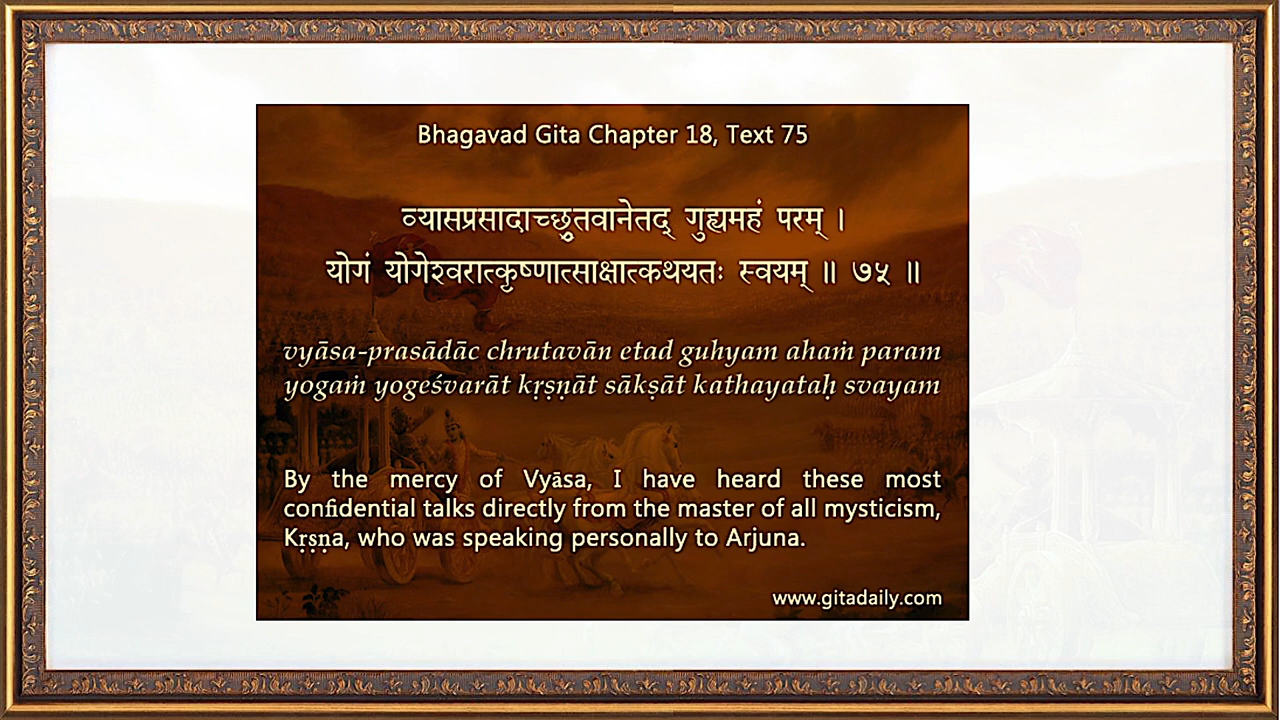 Bhagavad Gita Chapter 18, Text 75
व्यासप्रसादाच्छ्रुतवानेतद् गुह्यमहं परम् ।
योगं योगेश्वरात्कृष्णात्साक्षात्कथयतः स्वयम् ॥ ७५ ॥
vyāsa-prasādāc chrutavān etad guhyam ahaṁ param
yogaṁ yogeśvarāt kṛṣṇāt sākṣāt kathayataḥ svayam
By the mercy of Vyāsa, I have heard these most
confidential talks directly from the master of all mysticism,
Kṛṣṇa, who was speaking personally to Arjuna.
www.gitadaily.com